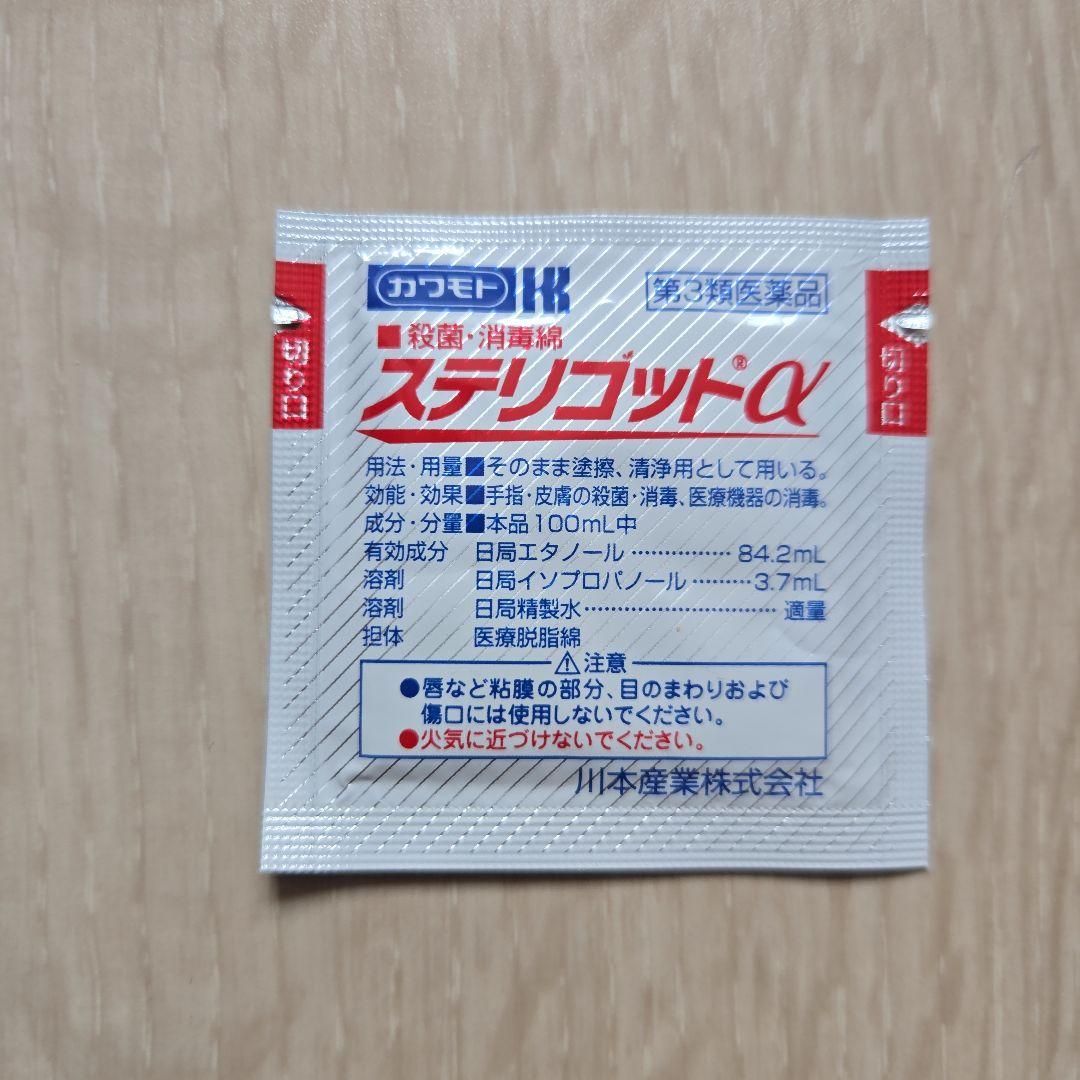 カワモト
第3類医薬品
■殺菌・消毒綿
ステリコット®α
切り口
切り口
用法・用量■そのまま塗擦、清浄用として用いる。
効能・効果■手指・皮膚の殺菌・消毒、医療機器の消毒。
成分・分量■本品100mL中
有効成分 日局エタノール……………84.2mL
溶剤 日局イソプロパノール………3.7mL
溶剤 日局精製水…………………………適量
担体 医療脱脂綿
⚠注意
●唇など粘膜の部分、目のまわりおよび
傷口には使用しないでください。
●火気に近づけないでください。
川本産業株式会社